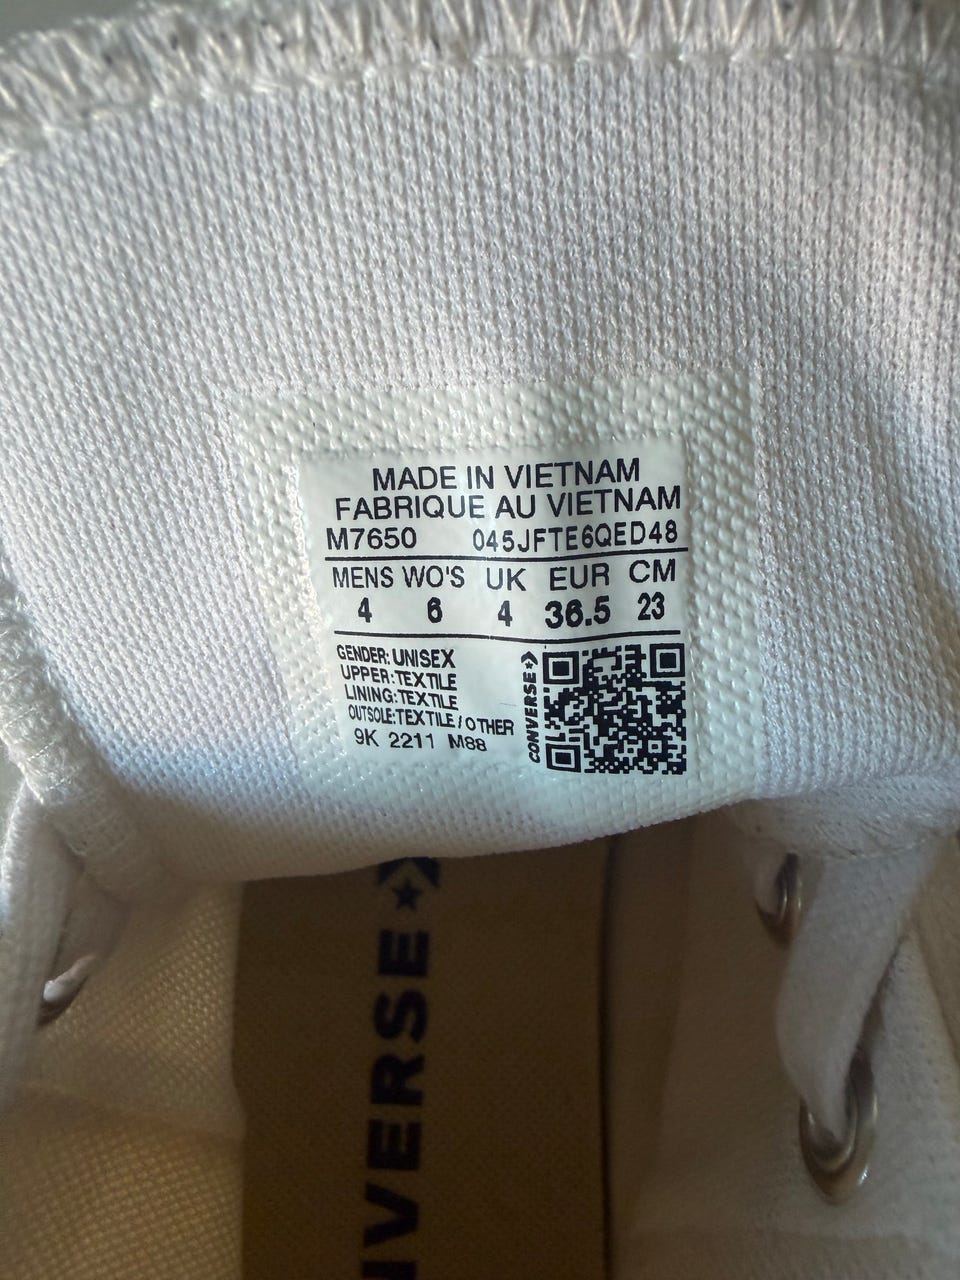 MADE IN VIETNAM
FABRIQUE AU VIETNAM
M7650 045JFTE6QED48
MENS WO'S UK EUR CM
4 6 4 36.5 23
GENDER: UNISEX
UPPER: TEXTILE
LINING: TEXTILE
OUTSOLE: TEXTILE / OTHER
9K 2211 M88
CONVERSE
VERSE